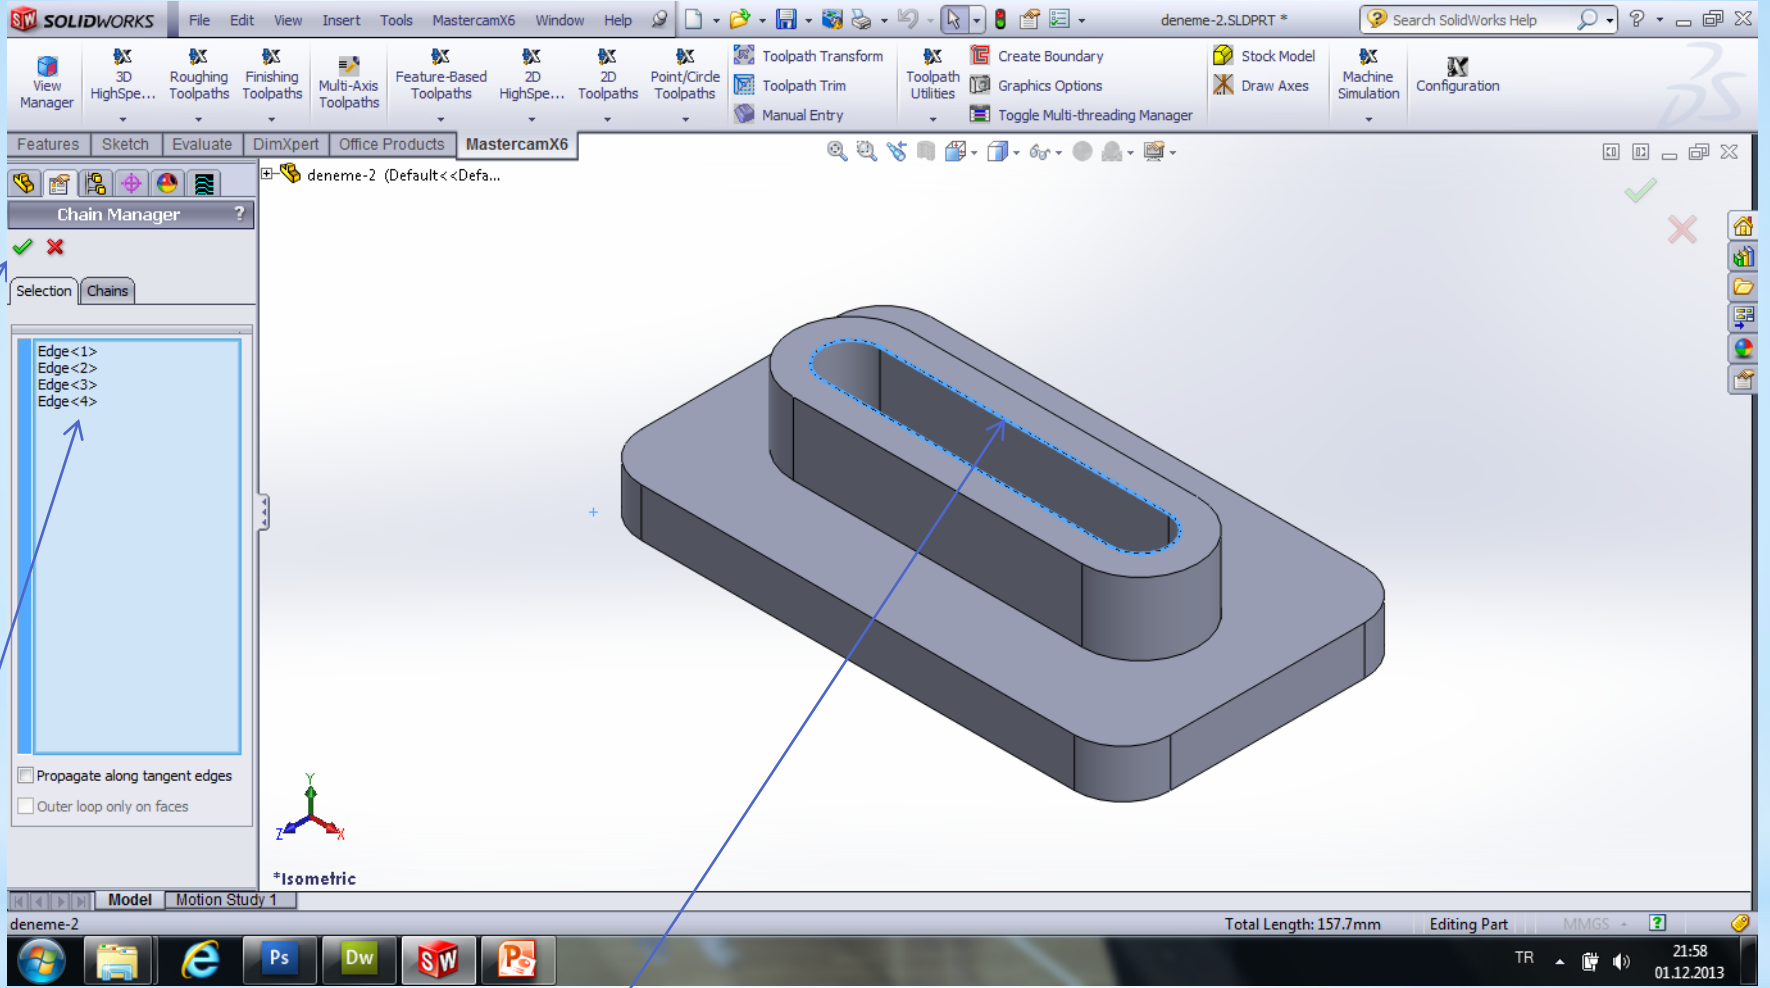 SOLIDWORKS File Edit View Insert Tools MastercamX6 Window Help deneme-2.SLDPRT * Search SolidWorks Help
View Manager
3D HighSpe...
Roughing Toolpaths
Finishing Toolpaths
Multi-Axis Toolpaths
Feature-Based Toolpaths
2D HighSpe...
2D Toolpaths
Point/Circle Toolpaths
Toolpath Transform
Toolpath Trim
Manual Entry
Toolpath Utilities
Create Boundary
Graphics Options
Toggle Multi-threading Manager
Stock Model
Draw Axes
Machine Simulation
Configuration
Features Sketch Evaluate DimXpert Office Products MastercamX6
deneme-2 (Default<<Defa...
Chain Manager ?
Selection Chains
Edge<1>
Edge<2>
Edge<3>
Edge<4>
Propagate along tangent edges
Outer loop only on faces
Y
Z X
*Isometric
Model Motion Study 1
deneme-2 Total Length: 157.7mm Editing Part MMGS
Ps Dw SW P
TR 21:58
01.12.2013